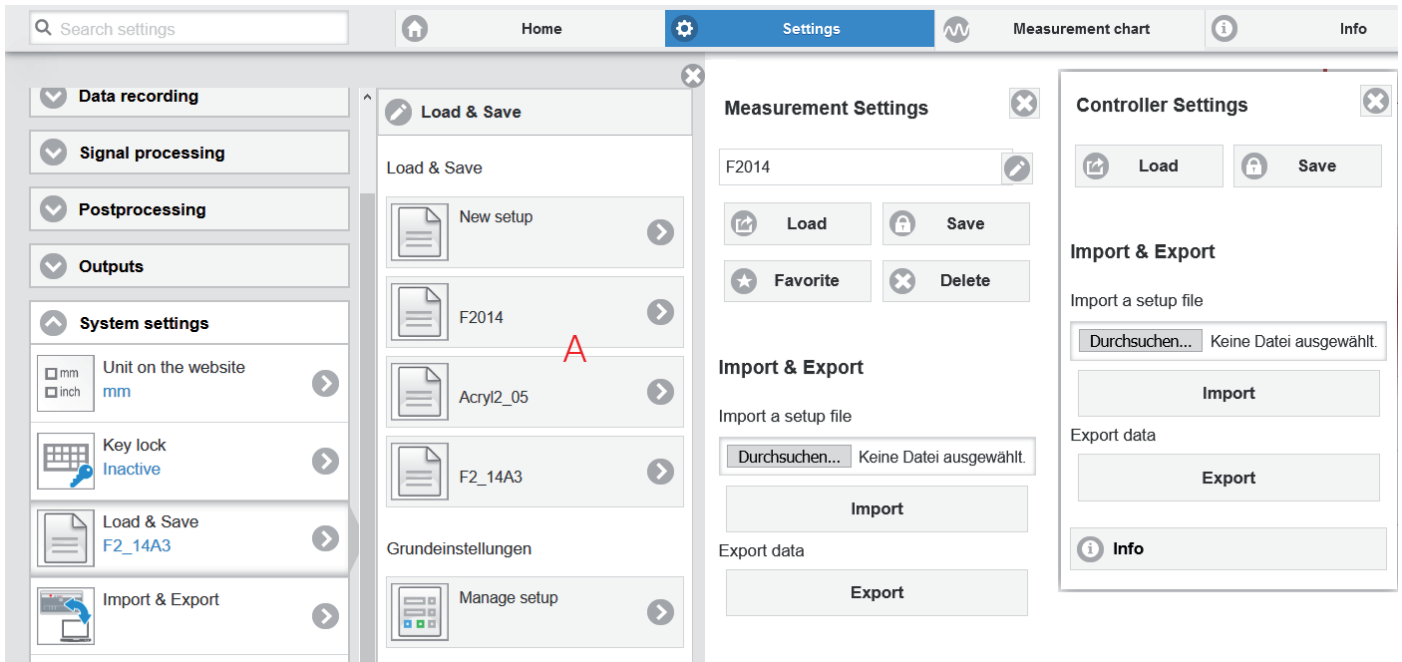 Search settings
Home
Settings
Measurement chart
Info
Data recording
Signal processing
Postprocessing
Outputs
System settings
mm
inch
Unit on the website
mm
Key lock
Inactive
Load & Save
F2_14A3
Import & Export
Load & Save
Load & Save
New setup
F2014
A
Acryl2_05
F2_14A3
Grundeinstellungen
Manage setup
Measurement Settings
F2014
Load
Save
Favorite
Delete
Import & Export
Import a setup file
Durchsuchen... Keine Datei ausgewählt.
Import
Export data
Export
Controller Settings
Load
Save
Import & Export
Import a setup file
Durchsuchen... Keine Datei ausgewählt.
Import
Export data
Export
Info